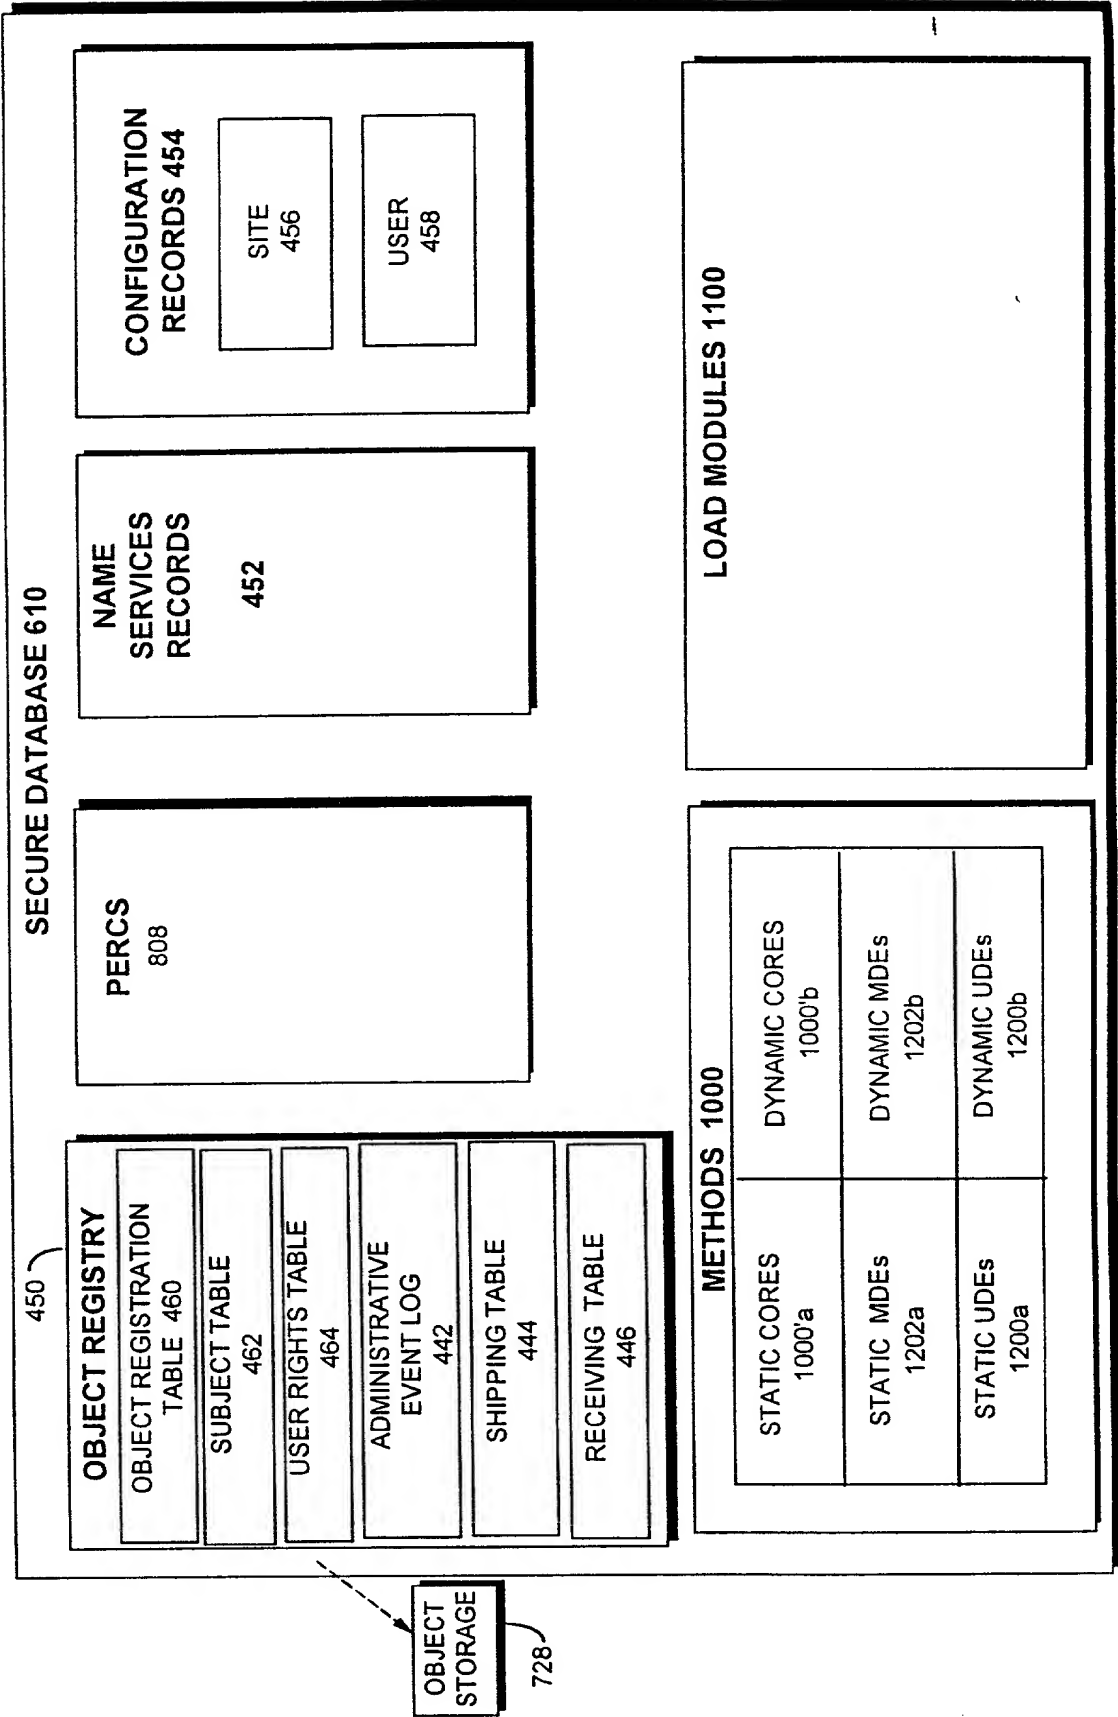 SECURE DATABASE 610
450
OBJECT REGISTRY
OBJECT REGISTRATION
TABLE 460
SUBJECT TABLE
462
USER RIGHTS TABLE
464
ADMINISTRATIVE
EVENT LOG
442
SHIPPING TABLE
444
RECEIVING TABLE
446
PERCS
808
NAME
SERVICES
RECORDS
452
CONFIGURATION
RECORDS 454
SITE
456
USER
458
OBJECT
STORAGE
728
METHODS 1000
STATIC CORES
1000'a
DYNAMIC CORES
1000'b
STATIC MDEs
1202a
DYNAMIC MDEs
1202b
STATIC UDEs
1200a
DYNAMIC UDEs
1200b
LOAD MODULES 1100